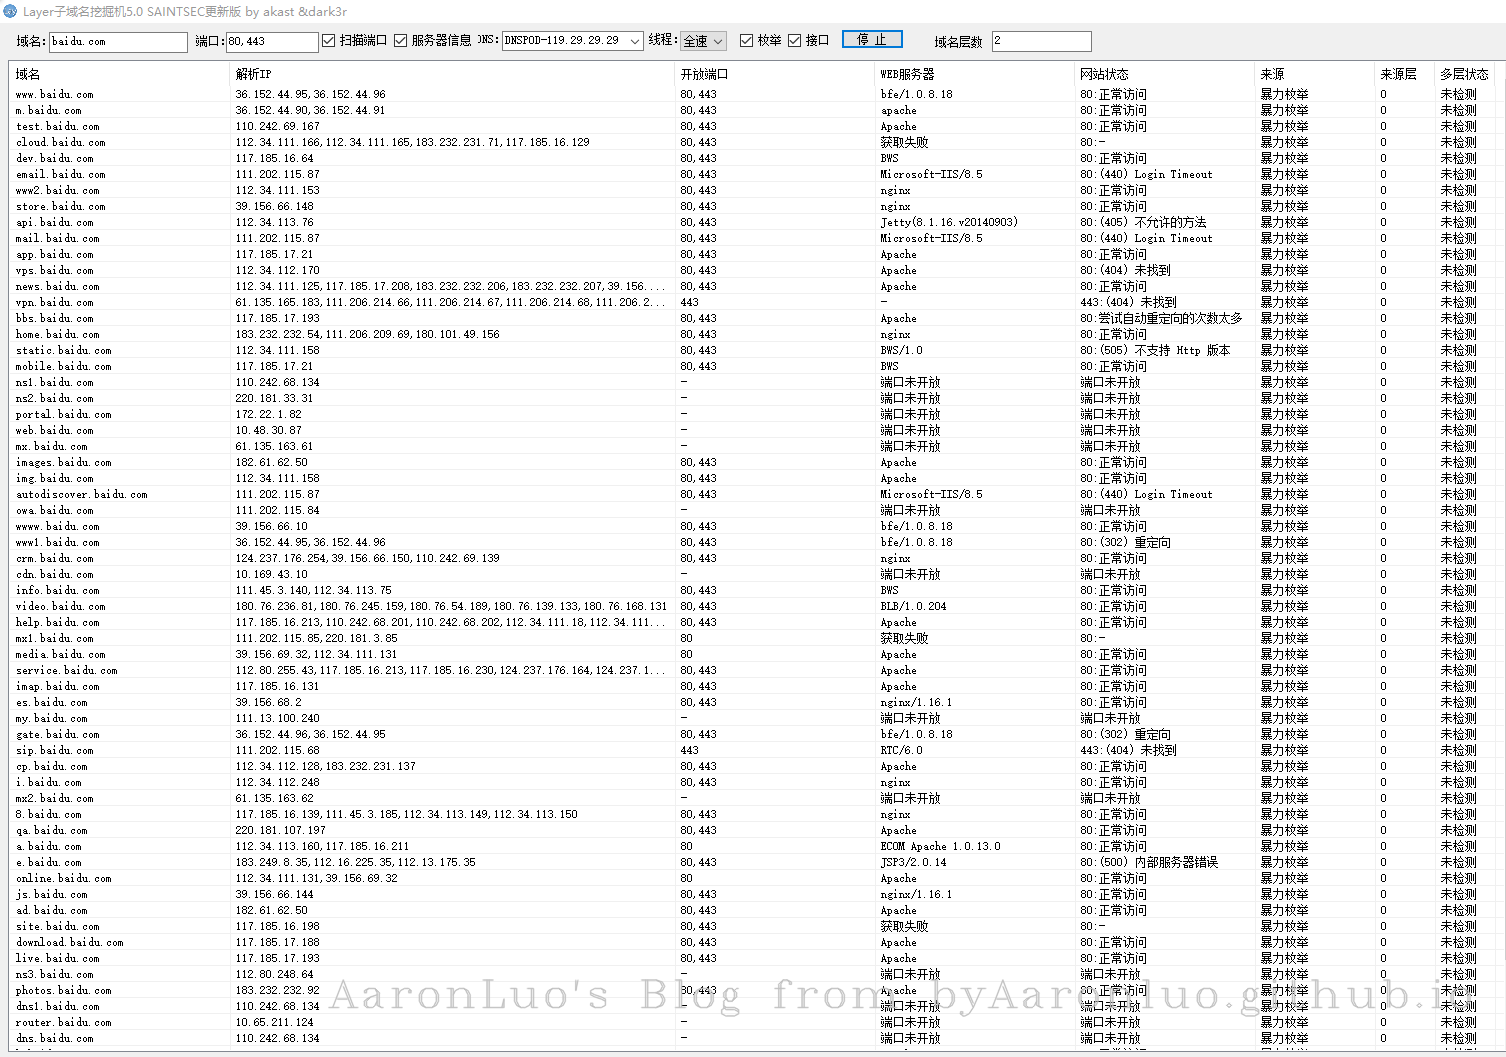 Layer子域名挖掘机5.0 SAINTSEC更新版 by akast &dark3r
域名: baidu.com 端口: 80,443 扫描端口 服务器信息 DNS: DNSPOD-119.29.29.29 线程: 全速 枚举 接口 停 止 域名层数 2
域名 解析IP 开放端口 WEB服务器 网站状态 来源 来源层 多层状态
www.baidu.com 36.152.44.95,36.152.44.96 80,443 bfe/1.0.8.18 80:正常访问 暴力枚举 0 未检测
m.baidu.com 36.152.44.90,36.152.44.91 80,443 apache 80:正常访问 暴力枚举 0 未检测
test.baidu.com 110.242.69.167 80,443 Apache 80:正常访问 暴力枚举 0 未检测
cloud.baidu.com 112.34.111.166,112.34.111.165,183.232.231.71,117.185.16.129 80,443 获取失败 80:- 暴力枚举 0 未检测
dev.baidu.com 117.185.16.64 80,443 BWS 80:正常访问 暴力枚举 0 未检测
email.baidu.com 111.202.115.87 80,443 Microsoft-IIS/8.5 80:(440) Login Timeout 暴力枚举 0 未检测
www2.baidu.com 112.34.111.153 80,443 nginx 80:正常访问 暴力枚举 0 未检测
store.baidu.com 39.156.66.148 80,443 nginx 80:正常访问 暴力枚举 0 未检测
api.baidu.com 112.34.113.76 80,443 Jetty(8.1.16.v20140903) 80:(405) 不允许的方法 暴力枚举 0 未检测
mail.baidu.com 111.202.115.87 80,443 Microsoft-IIS/8.5 80:(440) Login Timeout 暴力枚举 0 未检测
app.baidu.com 117.185.17.21 80,443 Apache 80:正常访问 暴力枚举 0 未检测
vps.baidu.com 112.34.112.170 80,443 Apache 80:(404) 未找到 暴力枚举 0 未检测
news.baidu.com 112.34.111.125,117.185.17.208,183.232.232.206,183.232.232.207,39.156.... 80,443 Apache 80:正常访问 暴力枚举 0 未检测
vpn.baidu.com 61.135.165.183,111.206.214.66,111.206.214.67,111.206.214.68,111.206.2... 443 - 443:(404) 未找到 暴力枚举 0 未检测
bbs.baidu.com 117.185.17.193 80,443 Apache 80:尝试自动重定向的次数太多 暴力枚举 0 未检测
home.baidu.com 183.232.232.54,111.206.209.69,180.101.49.156 80,443 nginx 80:正常访问 暴力枚举 0 未检测
static.baidu.com 112.34.111.158 80,443 BWS/1.0 80:(505) 不支持 Http 版本 暴力枚举 0 未检测
mobile.baidu.com 117.185.17.21 80,443 BWS 80:正常访问 暴力枚举 0 未检测
ns1.baidu.com 110.242.68.134 - 端口未开放 端口未开放 暴力枚举 0 未检测
ns2.baidu.com 220.181.33.31 - 端口未开放 端口未开放 暴力枚举 0 未检测
portal.baidu.com 172.22.1.82 - 端口未开放 端口未开放 暴力枚举 0 未检测
web.baidu.com 10.48.30.87 - 端口未开放 端口未开放 暴力枚举 0 未检测
mx.baidu.com 61.135.163.61 - 端口未开放 端口未开放 暴力枚举 0 未检测
images.baidu.com 182.61.62.50 80,443 Apache 80:正常访问 暴力枚举 0 未检测
img.baidu.com 112.34.111.158 80,443 Apache 80:正常访问 暴力枚举 0 未检测
autodiscover.baidu.com 111.202.115.87 80,443 Microsoft-IIS/8.5 80:(440) Login Timeout 暴力枚举 0 未检测
owa.baidu.com 111.202.115.84 - 端口未开放 端口未开放 暴力枚举 0 未检测
wwww.baidu.com 39.156.66.10 80,443 bfe/1.0.8.18 80:正常访问 暴力枚举 0 未检测
www1.baidu.com 36.152.44.95,36.152.44.96 80,443 bfe/1.0.8.18 80:(302) 重定向 暴力枚举 0 未检测
crm.baidu.com 124.237.176.254,39.156.66.150,110.242.69.139 80,443 nginx 80:正常访问 暴力枚举 0 未检测
cdn.baidu.com 10.169.43.10 - 端口未开放 端口未开放 暴力枚举 0 未检测
info.baidu.com 111.45.3.140,112.34.113.75 80,443 BWS 80:正常访问 暴力枚举 0 未检测
video.baidu.com 180.76.236.81,180.76.245.159,180.76.54.189,180.76.139.133,180.76.168.131 80,443 BLB/1.0.204 80:正常访问 暴力枚举 0 未检测
help.baidu.com 117.185.16.213,110.242.68.201,110.242.68.202,112.34.111.18,112.34.111... 80,443 Apache 80:正常访问 暴力枚举 0 未检测
mx1.baidu.com 111.202.115.85,220.181.3.85 80 获取失败 80:- 暴力枚举 0 未检测
media.baidu.com 39.156.69.32,112.34.111.131 80 Apache 80:正常访问 暴力枚举 0 未检测
service.baidu.com 112.80.255.43,117.185.16.213,117.185.16.230,124.237.176.164,124.237.1... 80,443 Apache 80:正常访问 暴力枚举 0 未检测
imap.baidu.com 117.185.16.131 80,443 Apache 80:正常访问 暴力枚举 0 未检测
es.baidu.com 39.156.68.2 80,443 nginx/1.16.1 80:正常访问 暴力枚举 0 未检测
my.baidu.com 111.13.100.240 - 端口未开放 端口未开放 暴力枚举 0 未检测
gate.baidu.com 36.152.44.96,36.152.44.95 80,443 bfe/1.0.8.18 80:(302) 重定向 暴力枚举 0 未检测
sip.baidu.com 111.202.115.68 443 RTC/6.0 443:(404) 未找到 暴力枚举 0 未检测
cp.baidu.com 112.34.112.128,183.232.231.137 80,443 Apache 80:正常访问 暴力枚举 0 未检测
i.baidu.com 112.34.112.248 80,443 nginx 80:正常访问 暴力枚举 0 未检测
mx2.baidu.com 61.135.163.62 - 端口未开放 端口未开放 暴力枚举 0 未检测
8.baidu.com 117.185.16.139,111.45.3.185,112.34.113.149,112.34.113.150 80,443 nginx 80:正常访问 暴力枚举 0 未检测
qa.baidu.com 220.181.107.197 80,443 Apache 80:正常访问 暴力枚举 0 未检测
a.baidu.com 112.34.113.160,117.185.16.211 80 ECOM Apache 1.0.13.0 80:正常访问 暴力枚举 0 未检测
e.baidu.com 183.249.8.35,112.16.225.35,112.13.175.35 80,443 JSP3/2.0.14 80:(500) 内部服务器错误 暴力枚举 0 未检测
online.baidu.com 112.34.111.131,39.156.69.32 80 Apache 80:正常访问 暴力枚举 0 未检测
js.baidu.com 39.156.66.144 80,443 nginx/1.16.1 80:正常访问 暴力枚举 0 未检测
ad.baidu.com 182.61.62.50 80,443 Apache 80:正常访问 暴力枚举 0 未检测
site.baidu.com 117.185.16.198 80,443 获取失败 80:- 暴力枚举 0 未检测
download.baidu.com 117.185.17.188 80,443 Apache 80:正常访问 暴力枚举 0 未检测
live.baidu.com 117.185.17.193 80,443 Apache 80:正常访问 暴力枚举 0 未检测
ns3.baidu.com 112.80.248.64 - 端口未开放 端口未开放 暴力枚举 0 未检测
photos.baidu.com 183.232.232.92 80,443 Apache 80:正常访问 暴力枚举 0 未检测
AaronLuo's Blog from byAaronluo.github.i
dns1.baidu.com 110.242.68.134 - 端口未开放 端口未开放 暴力枚举 0 未检测
router.baidu.com 10.65.211.124 - 端口未开放 端口未开放 暴力枚举 0 未检测
dns.baidu.com 110.242.68.134 - 端口未开放 端口未开放 暴力枚举 0 未检测